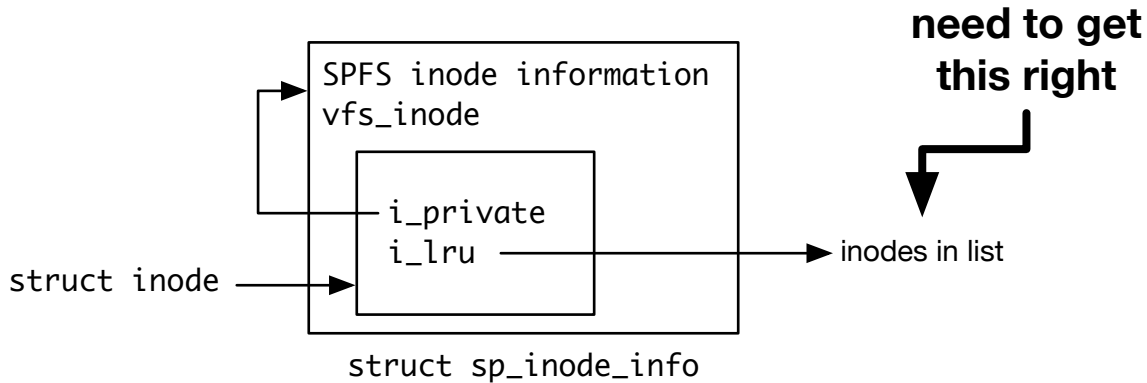 need to get
this right
SPFS inode information
vfs_inode
i_private
i_lru
inodes in list
struct inode
struct sp_inode_info